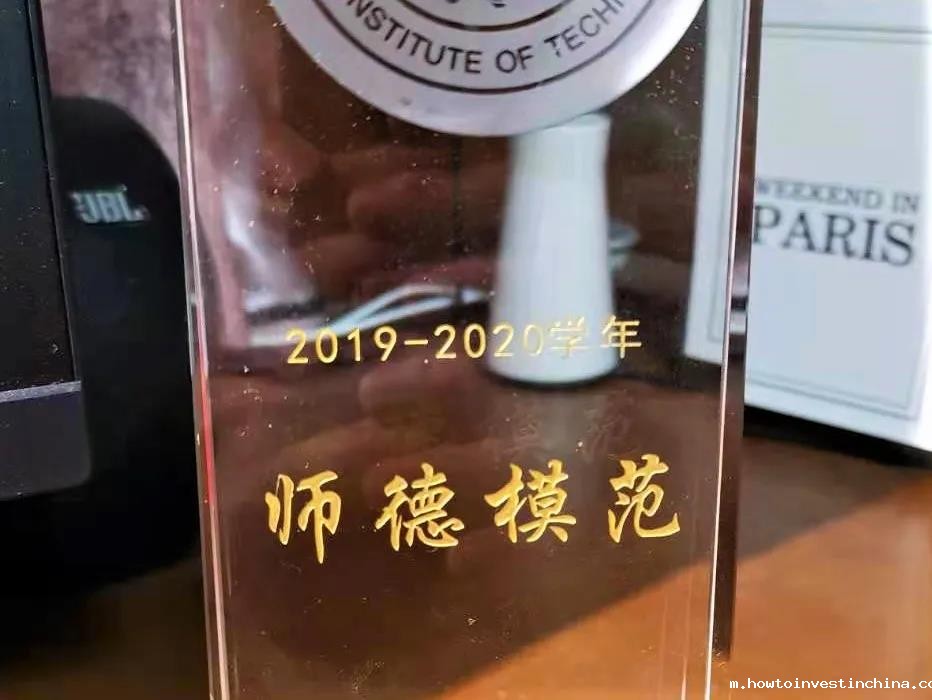 INSTITUTE OF TECH
JBL
WEEKEND IN
PARIS
2019-2020学年
师德模范
m.howtoinvestinchina.co